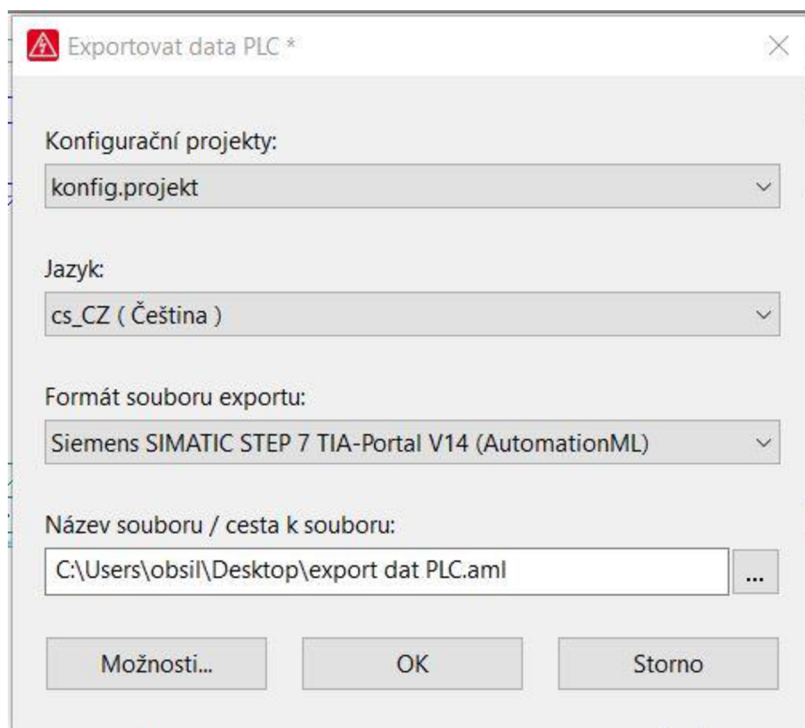 Exportovat data PLC *
Konfigurační projekty:
konfig.projekt
Jazyk:
cs_CZ ( Čeština )
Formát souboru exportu:
Siemens SIMATIC STEP 7 TIA-Portal V14 (AutomationML)
Název souboru / cesta k souboru:
C:\Users\obsil\Desktop\export dat PLC.aml
...
Možnosti... OK Storno